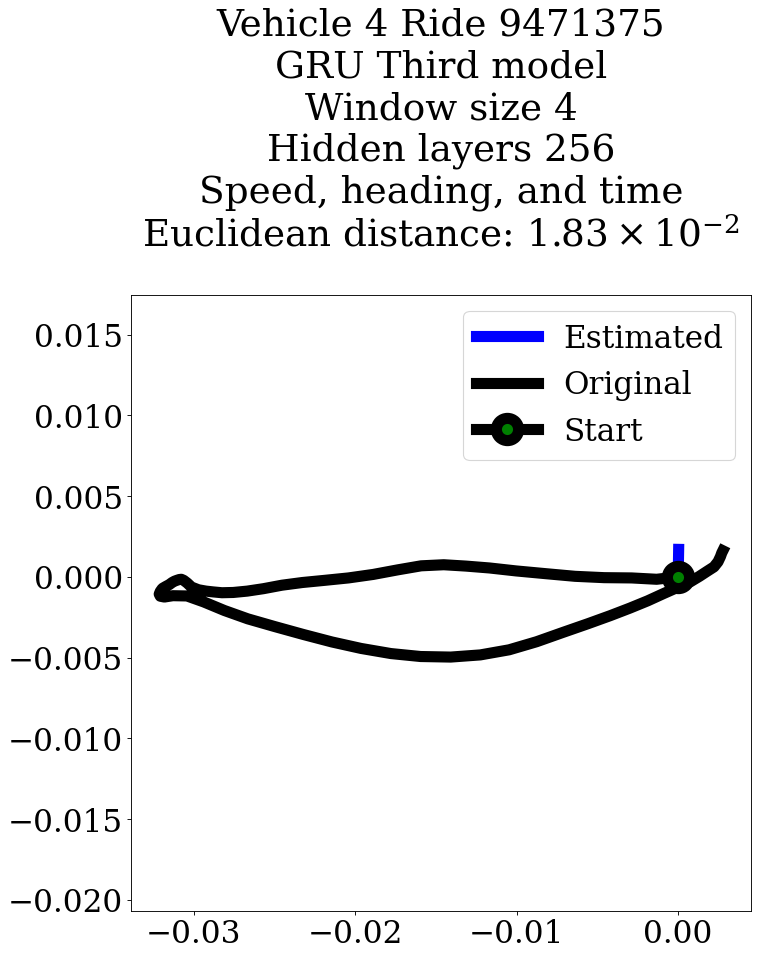 Vehicle 4 Ride 9471375
GRU Third model
Window size 4
Hidden layers 256
Speed, heading, and time
Euclidean distance: 1.83 × 10⁻²
Estimated
Original
Start
0.015
0.010
0.005
0.000
−0.005
−0.010
−0.015
−0.020
−0.03
−0.02
−0.01
0.00